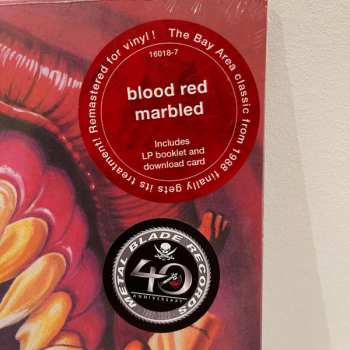 Remastered for vinyl! The Bay Area classic from 1988 finally gets its treatment!
16018-7
blood red
marbled
Includes
LP booklet and
download card
METAL BLADE RECORDS
40
ANNIVERSARY